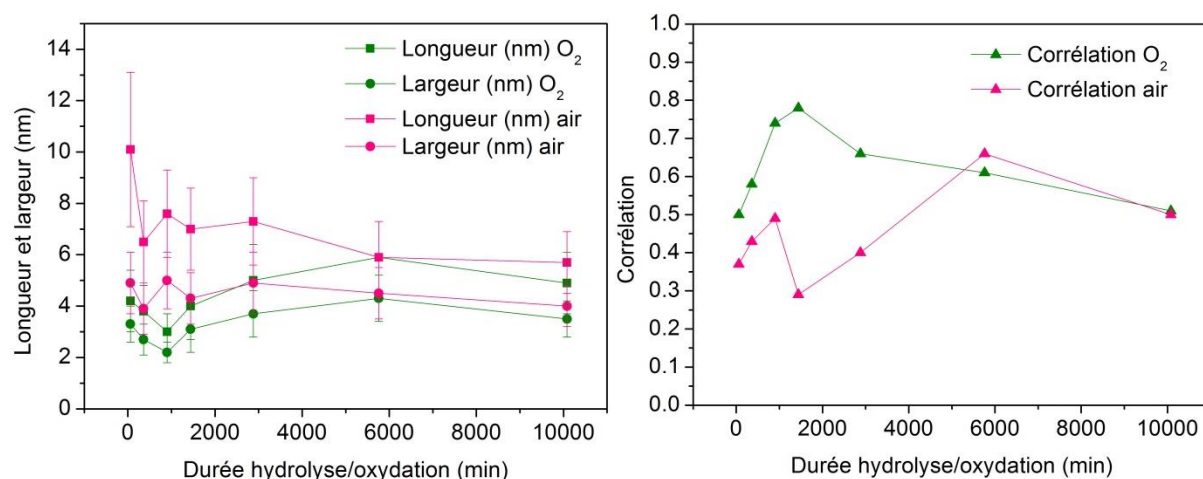 14
12
10
8
6
4
2
0
Longueur et largeur (nm)
Longueur (nm) O2
Largeur (nm) O2
Longueur (nm) air
Largeur (nm) air
0 2000 4000 6000 8000 10000
Durée hydrolyse/oxydation (min)
1.0
0.9
0.8
0.7
0.6
0.5
0.4
0.3
0.2
0.1
0.0
Corrélation
Corrélation O2
Corrélation air
0 2000 4000 6000 8000 10000
Durée hydrolyse/oxydation (min)